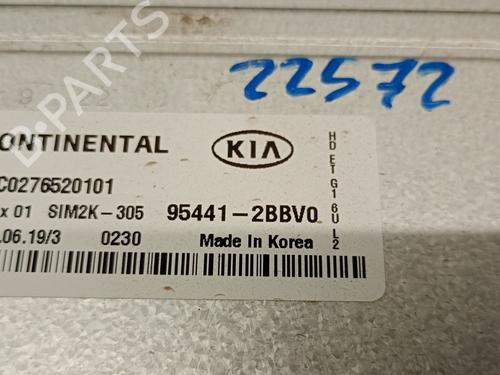 22572
B-PARTS
ONTINENTAL
KIA
C0276520101
x 01 SIM2K-305 95441-2BBV0
.06.19/3 0230 Made In Korea
HD ET G1 6U L2